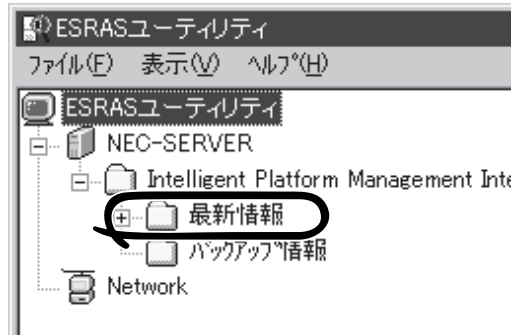 ESRASユーティリティ
ファイル(F) 表示(V) ヘルプ(H)
ESRASユーティリティ
NEC-SERVER
Intelligent Platform Management Inte
最新情報
バックアップ情報
Network